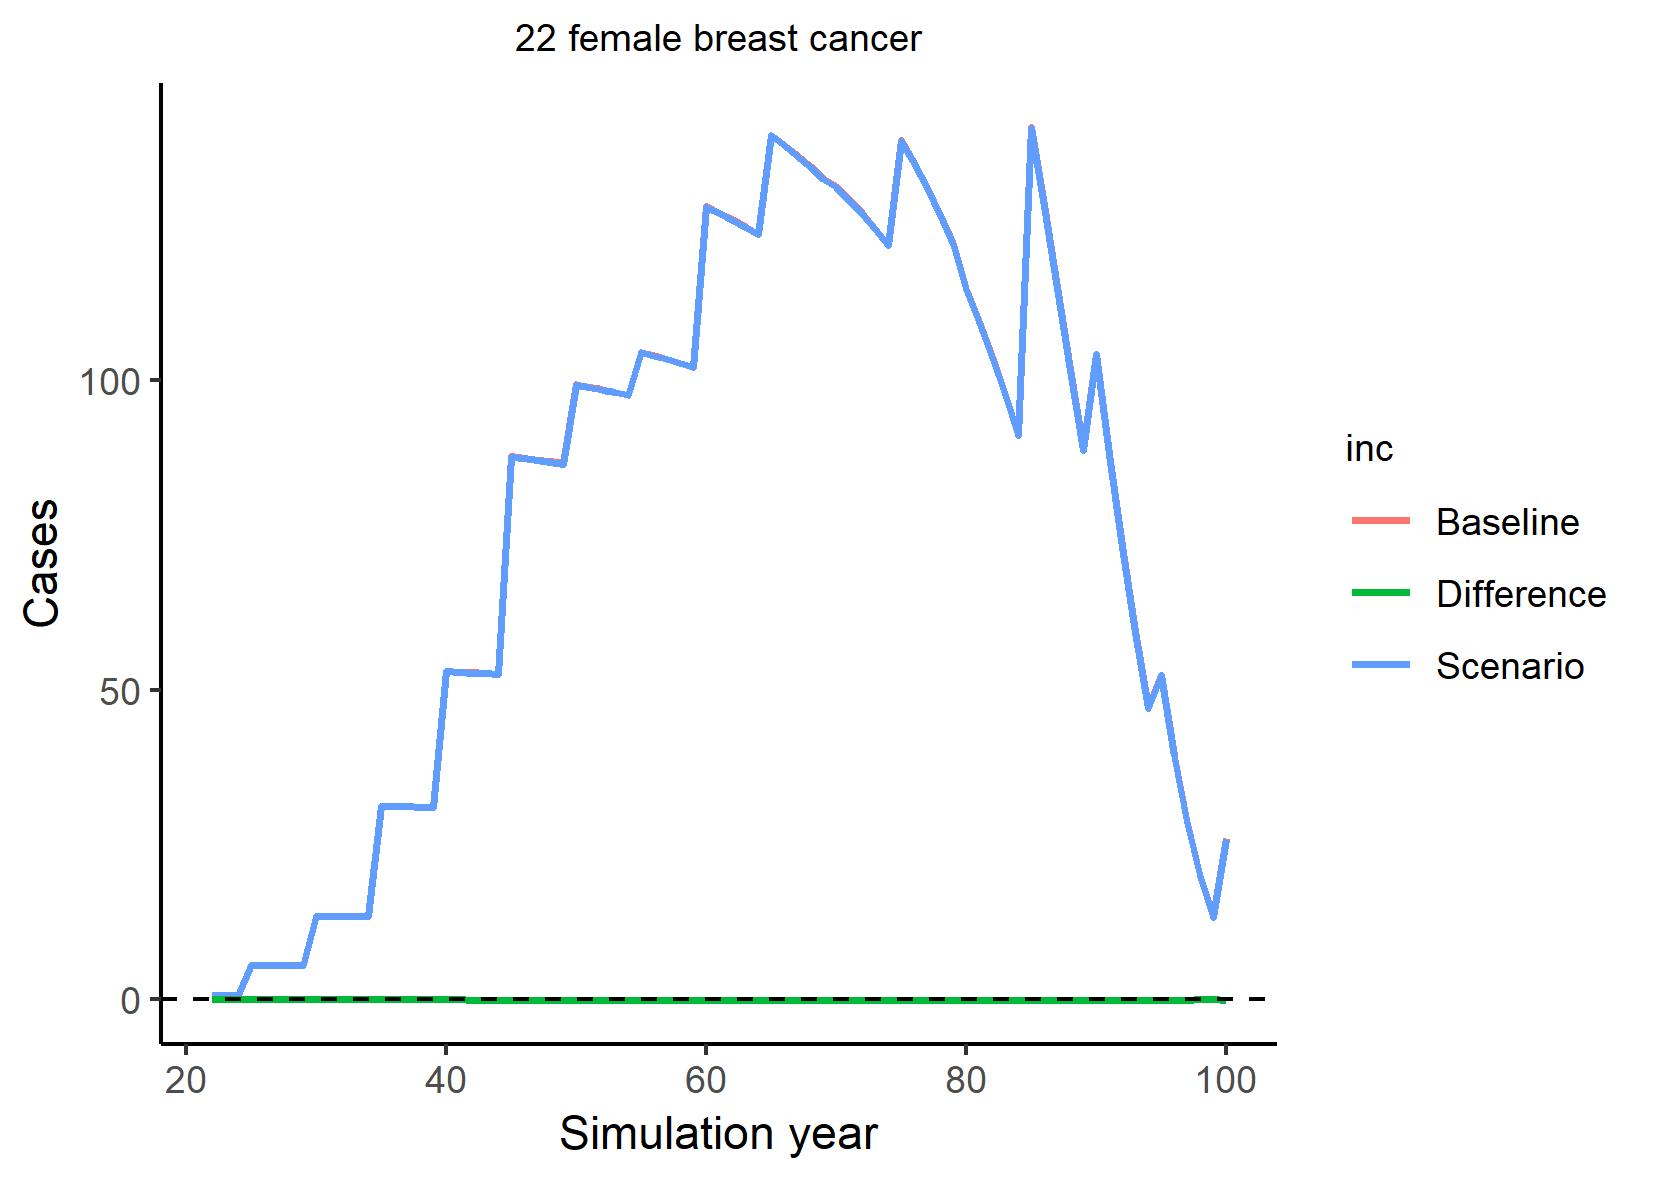 22 female breast cancer
Cases
100
50
0
20 40 60 80 100
Simulation year
inc
Baseline
Difference
Scenario